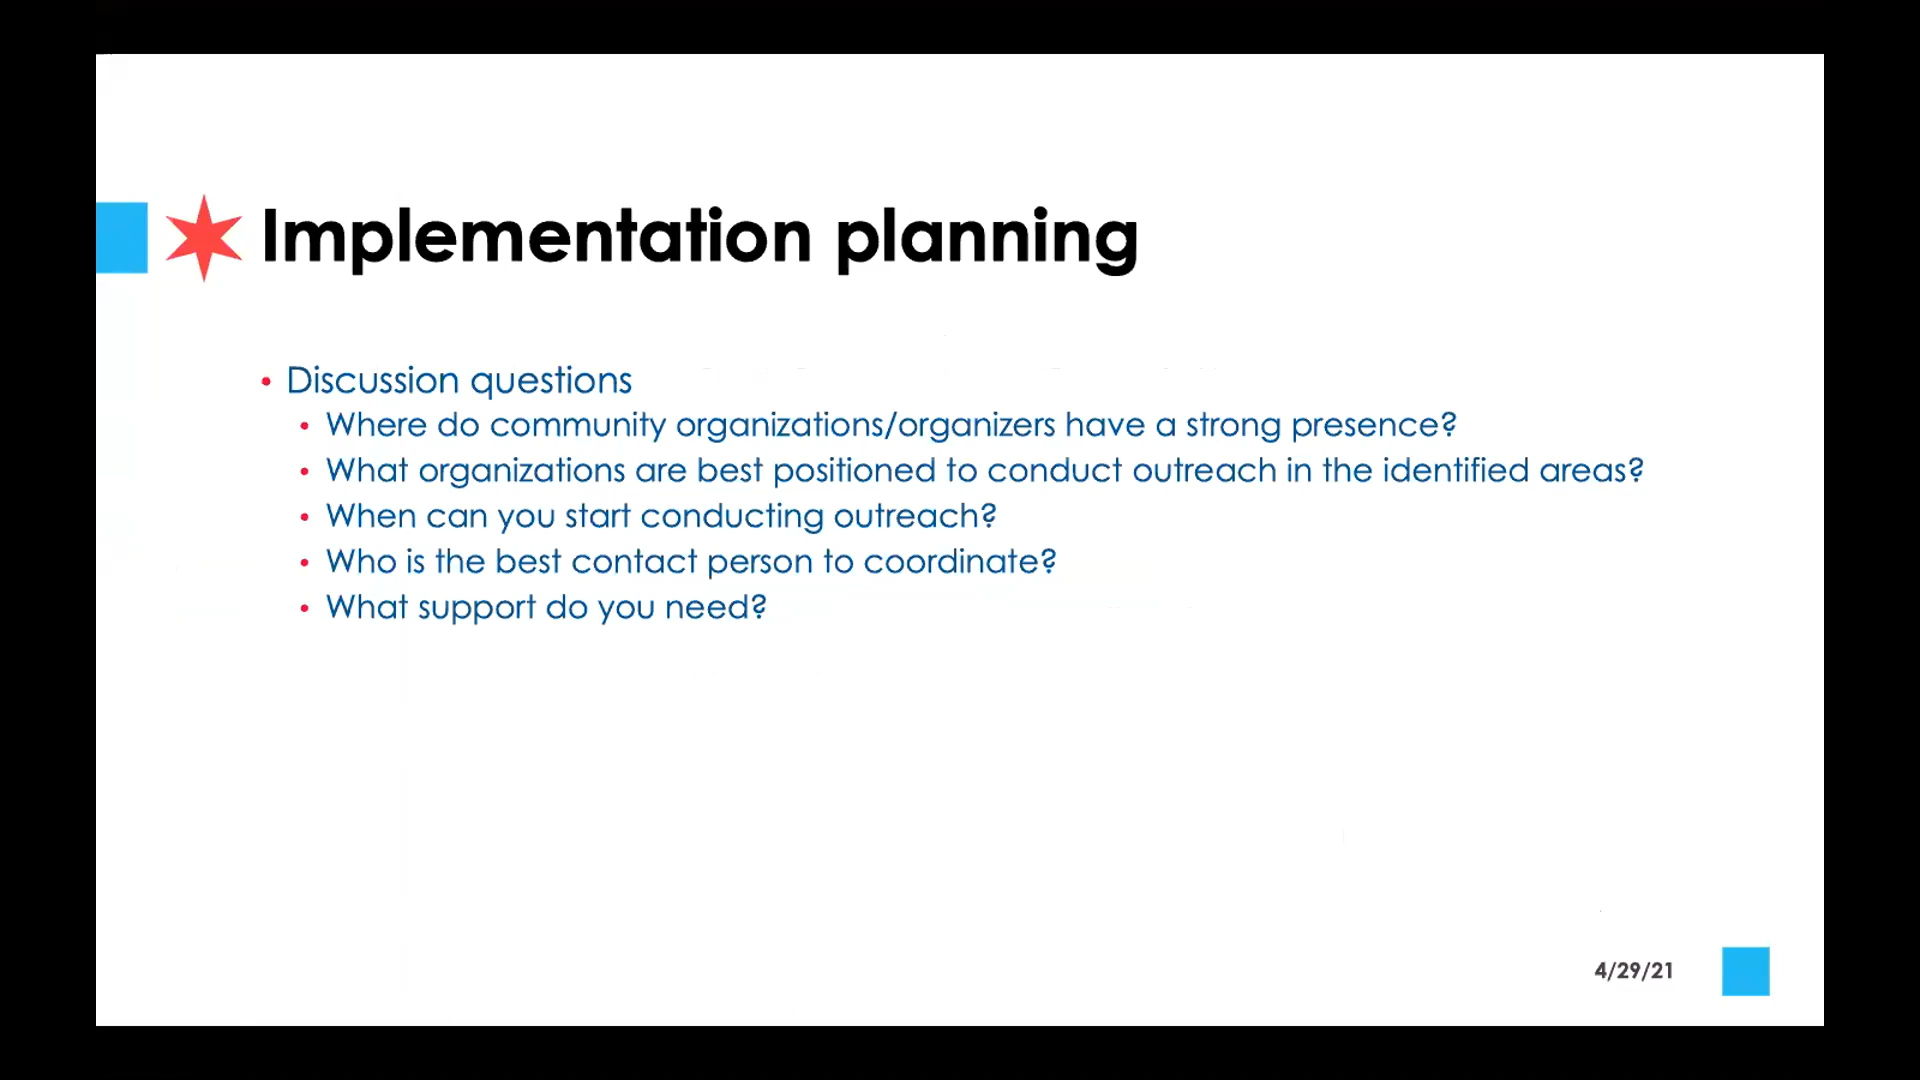 Implementation planning
• Discussion questions
• Where do community organizations/organizers have a strong presence?
• What organizations are best positioned to conduct outreach in the identified areas?
• When can you start conducting outreach?
• Who is the best contact person to coordinate?
• What support do you need?
4/29/21